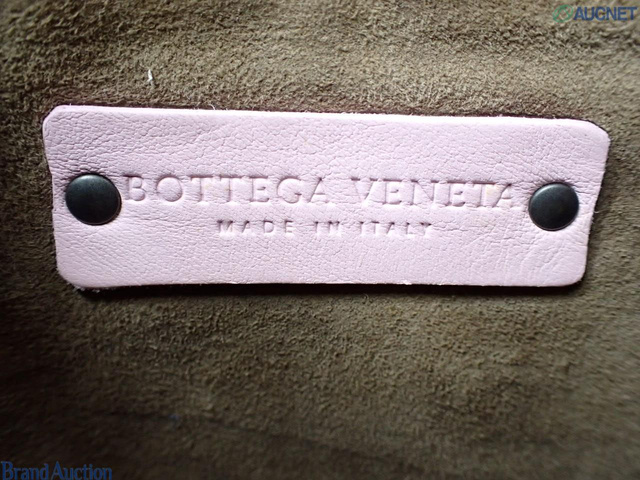 AUCNET
BOTTEGA VENETA
MADE IN ITALY
Brand Auction